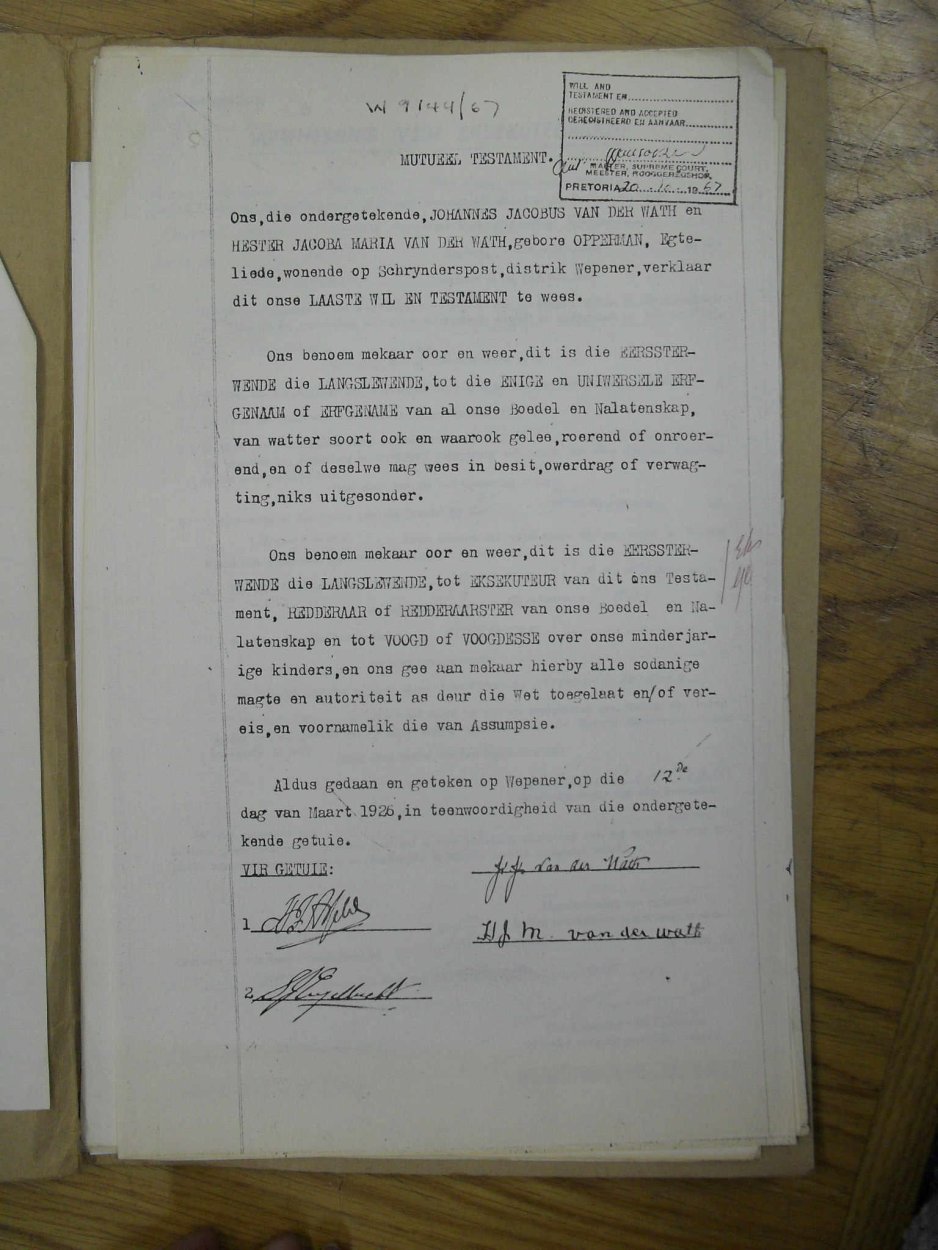 W 9144/67
WILL AND
TESTAMENT EN
REGISTERED AND ACCEPTED
GEREGISTREERD EN AANVAAR
MASTER, SUPREME COURT,
MEESTER, HOOGGEREGSHOF,
PRETORIA 20 1967
MUTUEEL TESTAMENT.
Ons,die ondergetekende,JOHANNES JACOBUS VAN DER WATH en
HESTER JACOBA MARIA VAN DER WATH,gebore OPPERMAN, Egte-
liede,wonende op Schrynderspost,distrik Wepener,verklaar
dit onse LAASTE WIL EN TESTAMENT te wees.
Ons benoem mekaar oor en weer,dit is die EERSSTER-
WENDE die LANGSLEWENDE,tot die ENIGE en UNIWERSELE ERF-
GENAAM of ERFGENAME van al onse Boedel en Nalatenskap,
van watter soort ook en waarook gelee,roerend of onroer-
end,en of deselwe mag wees in besit,owerdrag of verwag-
ting,niks uitgesonder.
Ons benoem mekaar oor en weer,dit is die EERSSTER-
WENDE die LANGSLEWENDE,tot EKSEKUTEUR van dit ons Testa-
ment, REDDERAAR of REDDERAARSTER van onse Boedel en Na-
latenskap en tot VOOGD of VOOGDESSE over onse minderjar-
ige kinders,en ons gee aan mekaar hierby alle sodanige
magte en autoriteit as deur die Wet toegelaat en/of ver-
eis,en voornamelik die van Assumpsie.
Aldus gedaan en geteken op Wepener,op die 12de
dag van Maart 1926,in teenwoordigheid van die ondergete-
kende getuie.
VIR GETUIE:
J. J. van der Wath
1
H J M. van der wath
2